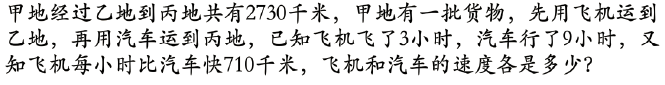 甲地经过乙地到丙地共有2730千米，甲地有一批货物，先用飞机运到
乙地，再用汽车运到丙地，已知飞机飞了3小时，汽车行了9小时，又
知飞机每小时比汽车快710千米，飞机和汽车的速度各是多少？